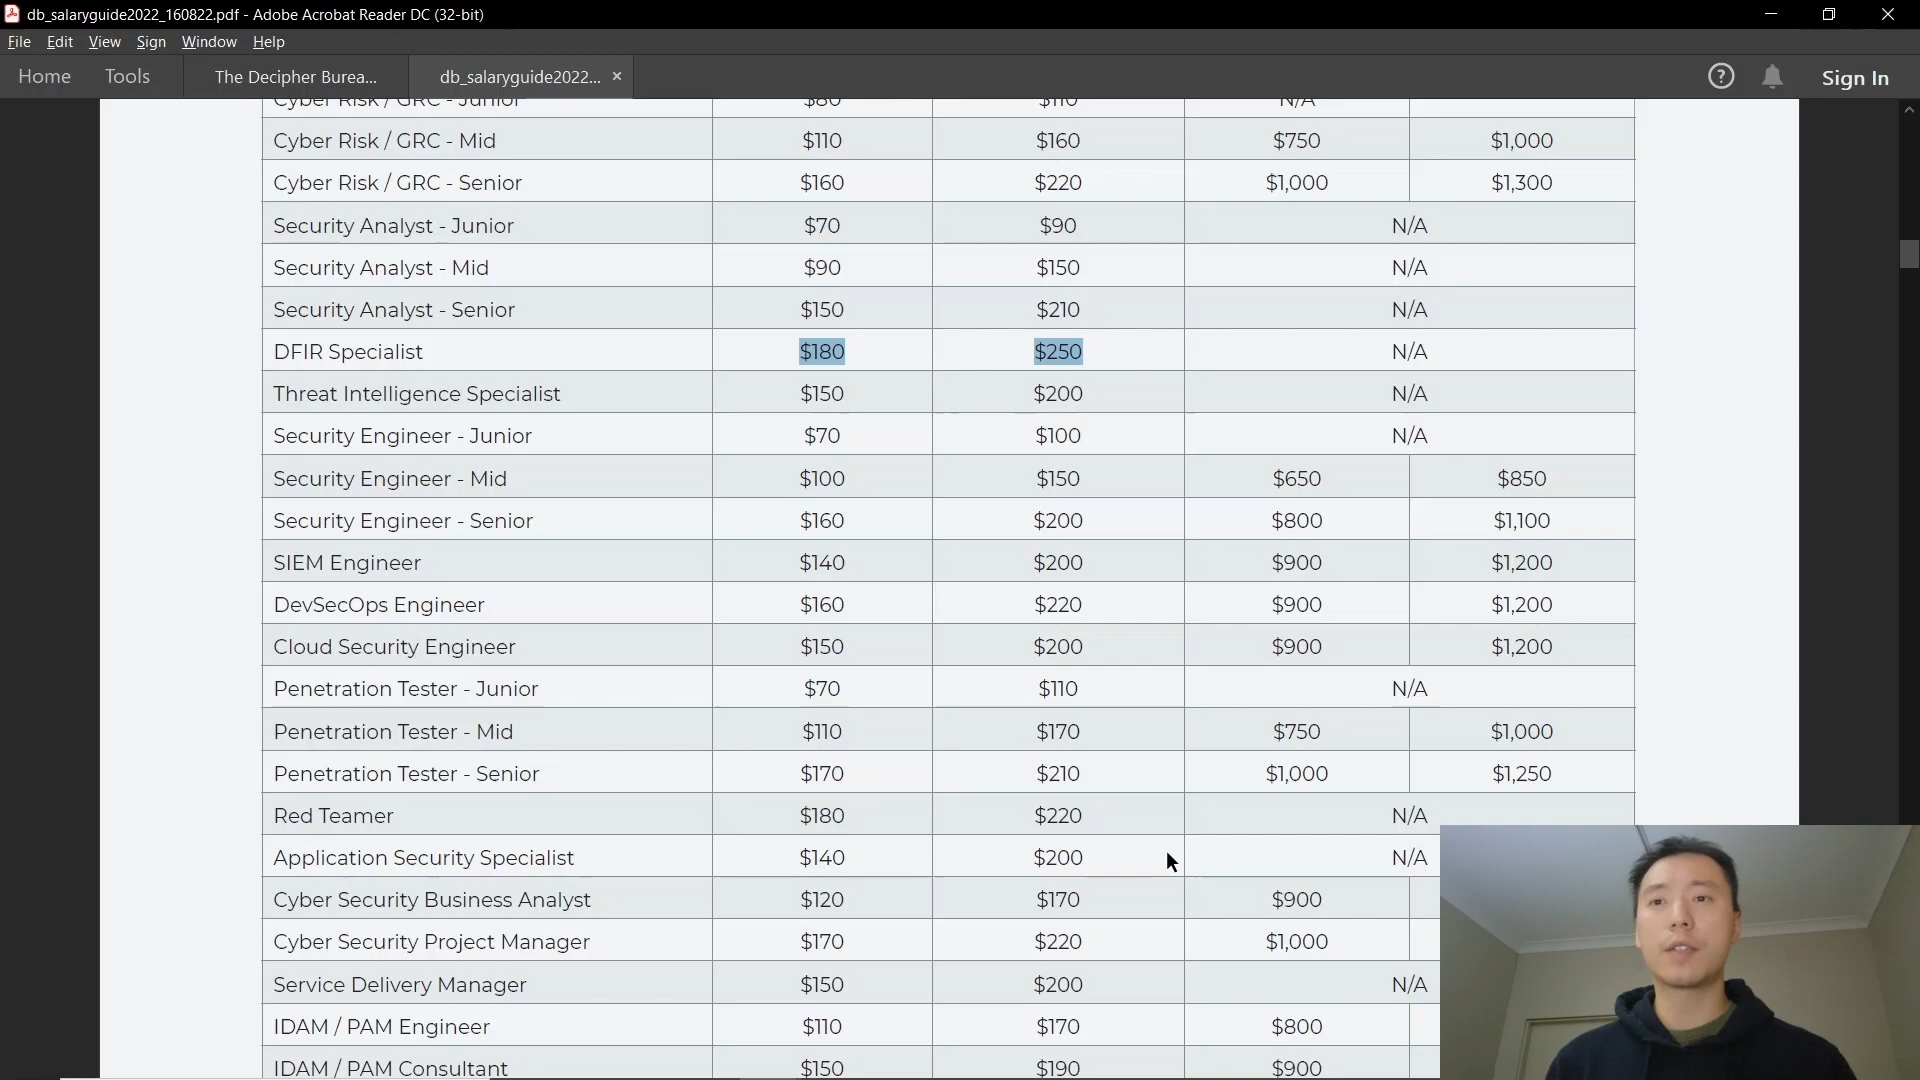 db_salaryguide2022_160822.pdf - Adobe Acrobat Reader DC (32-bit)
File Edit View Sign Window Help
Home Tools The Decipher Burea... db_salaryguide2022... × ? Sign In
Cyber Risk / GRC - Junior $80 $110 N/A
Cyber Risk / GRC - Mid $110 $160 $750 $1,000
Cyber Risk / GRC - Senior $160 $220 $1,000 $1,300
Security Analyst - Junior $70 $90 N/A
Security Analyst - Mid $90 $150 N/A
Security Analyst - Senior $150 $210 N/A
DFIR Specialist $180 $250 N/A
Threat Intelligence Specialist $150 $200 N/A
Security Engineer - Junior $70 $100 N/A
Security Engineer - Mid $100 $150 $650 $850
Security Engineer - Senior $160 $200 $800 $1,100
SIEM Engineer $140 $200 $900 $1,200
DevSecOps Engineer $160 $220 $900 $1,200
Cloud Security Engineer $150 $200 $900 $1,200
Penetration Tester - Junior $70 $110 N/A
Penetration Tester - Mid $110 $170 $750 $1,000
Penetration Tester - Senior $170 $210 $1,000 $1,250
Red Teamer $180 $220 N/A
Application Security Specialist $140 $200 N/A
Cyber Security Business Analyst $120 $170 $900
Cyber Security Project Manager $170 $220 $1,000
Service Delivery Manager $150 $200 N/A
IDAM / PAM Engineer $110 $170 $800
IDAM / PAM Consultant $150 $190 $900